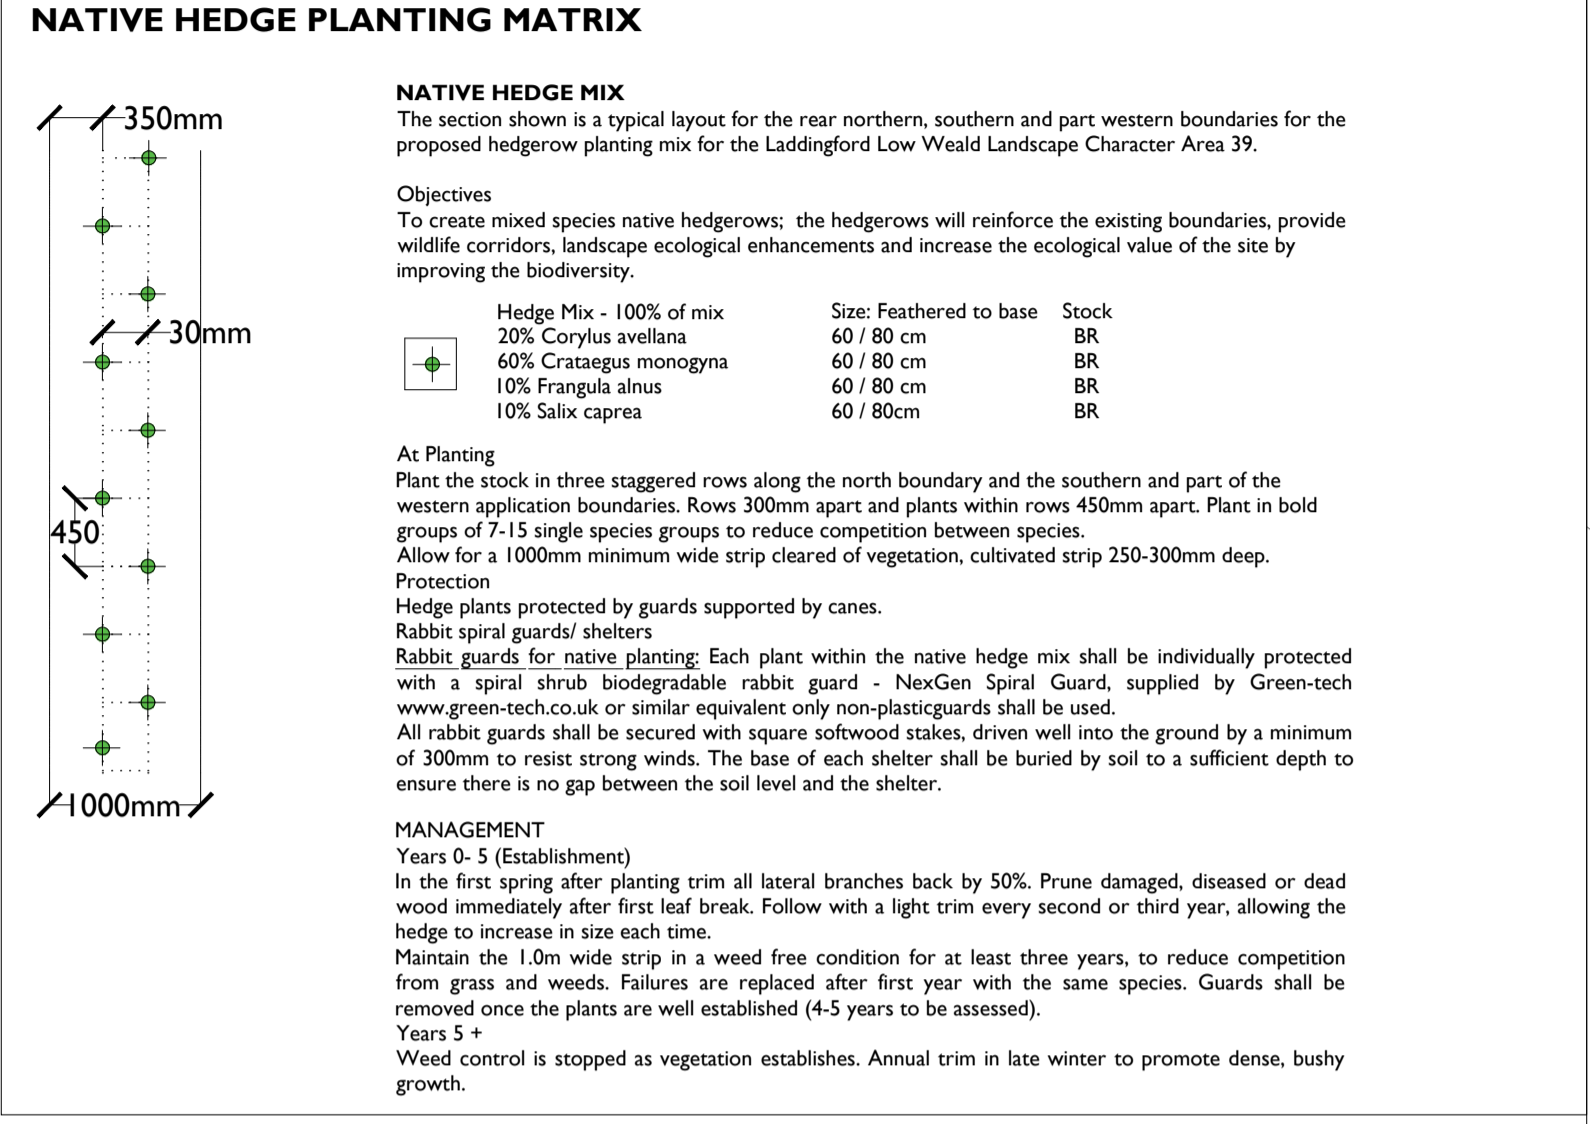 NATIVE HEDGE PLANTING MATRIX
350mm
30mm
450
1000mm
NATIVE HEDGE MIX
The section shown is a typical layout for the rear northern, southern and part western boundaries for the
proposed hedgerow planting mix for the Laddingford Low Weald Landscape Character Area 39.
Objectives
To create mixed species native hedgerows; the hedgerows will reinforce the existing boundaries, provide
wildlife corridors, landscape ecological enhancements and increase the ecological value of the site by
improving the biodiversity.
Hedge Mix - 100% of mix Size: Feathered to base Stock
20% Corylus avellana 60 / 80 cm BR
60% Crataegus monogyna 60 / 80 cm BR
10% Frangula alnus 60 / 80 cm BR
10% Salix caprea 60 / 80cm BR
At Planting
Plant the stock in three staggered rows along the north boundary and the southern and part of the
western application boundaries. Rows 300mm apart and plants within rows 450mm apart. Plant in bold
groups of 7-15 single species groups to reduce competition between species.
Allow for a 1000mm minimum wide strip cleared of vegetation, cultivated strip 250-300mm deep.
Protection
Hedge plants protected by guards supported by canes.
Rabbit spiral guards/ shelters
Rabbit guards for native planting: Each plant within the native hedge mix shall be individually protected
with a spiral shrub biodegradable rabbit guard - NexGen Spiral Guard, supplied by Green-tech
www.green-tech.co.uk or similar equivalent only non-plasticguards shall be used.
All rabbit guards shall be secured with square softwood stakes, driven well into the ground by a minimum
of 300mm to resist strong winds. The base of each shelter shall be buried by soil to a sufficient depth to
ensure there is no gap between the soil level and the shelter.
MANAGEMENT
Years 0- 5 (Establishment)
In the first spring after planting trim all lateral branches back by 50%. Prune damaged, diseased or dead
wood immediately after first leaf break. Follow with a light trim every second or third year, allowing the
hedge to increase in size each time.
Maintain the 1.0m wide strip in a weed free condition for at least three years, to reduce competition
from grass and weeds. Failures are replaced after first year with the same species. Guards shall be
removed once the plants are well established (4-5 years to be assessed).
Years 5 +
Weed control is stopped as vegetation establishes. Annual trim in late winter to promote dense, bushy
growth.